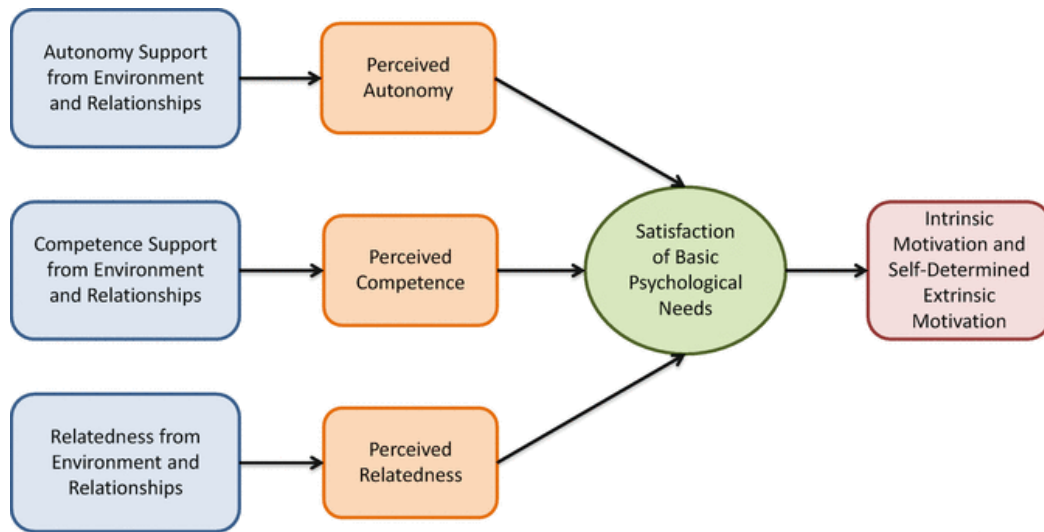 Autonomy Support
from Environment
and Relationships
Perceived
Autonomy
Competence Support
from Environment
and Relationships
Perceived
Competence
Satisfaction
of Basic
Psychological
Needs
Intrinsic
Motivation and
Self-Determined
Extrinsic
Motivation
Relatedness from
Environment and
Relationships
Perceived
Relatedness